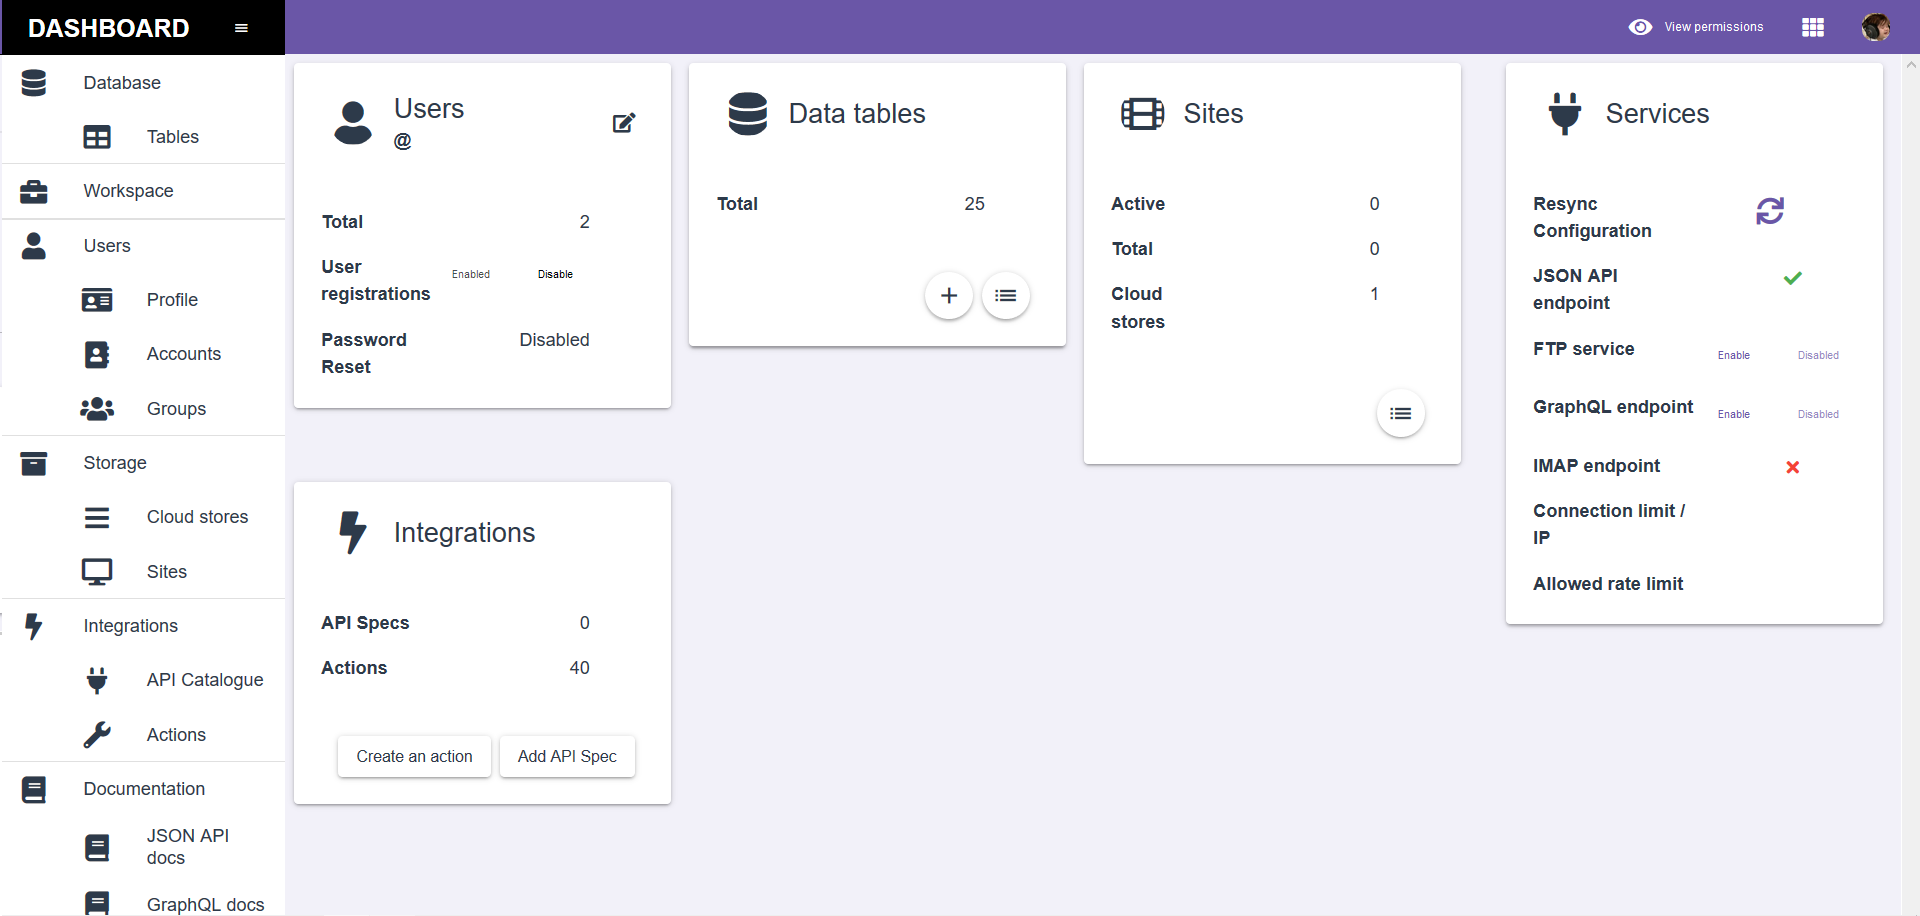 DASHBOARD
View permissions
Database
Tables
Workspace
Users
Profile
Accounts
Groups
Storage
Cloud stores
Sites
Integrations
API Catalogue
Actions
Documentation
JSON API
docs
GraphQL docs
Users
@
Total 2
User
registrations
Enabled Disable
Password
Reset
Disabled
Data tables
Total 25
Sites
Active 0
Total 0
Cloud
stores
1
Services
Resync
Configuration
JSON API
endpoint
FTP service Enable Disabled
GraphQL endpoint Enable Disabled
IMAP endpoint
Connection limit /
IP
Allowed rate limit
Integrations
API Specs 0
Actions 40
Create an action Add API Spec